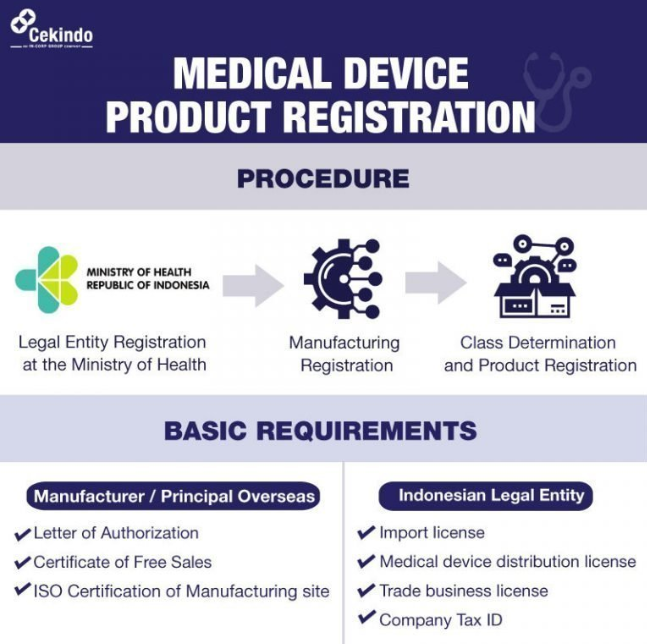 Cekindo
AN IN.CORP GROUP COMPANY
MEDICAL DEVICE
PRODUCT REGISTRATION
PROCEDURE
MINISTRY OF HEALTH
REPUBLIC OF INDONESIA
Legal Entity Registration
at the Ministry of Health
Manufacturing
Registration
Class Determination
and Product Registration
BASIC REQUIREMENTS
Manufacturer / Principal Overseas
Letter of Authorization
Certificate of Free Sales
ISO Certification of Manufacturing site
Indonesian Legal Entity
Import license
Medical device distribution license
Trade business license
Company Tax ID